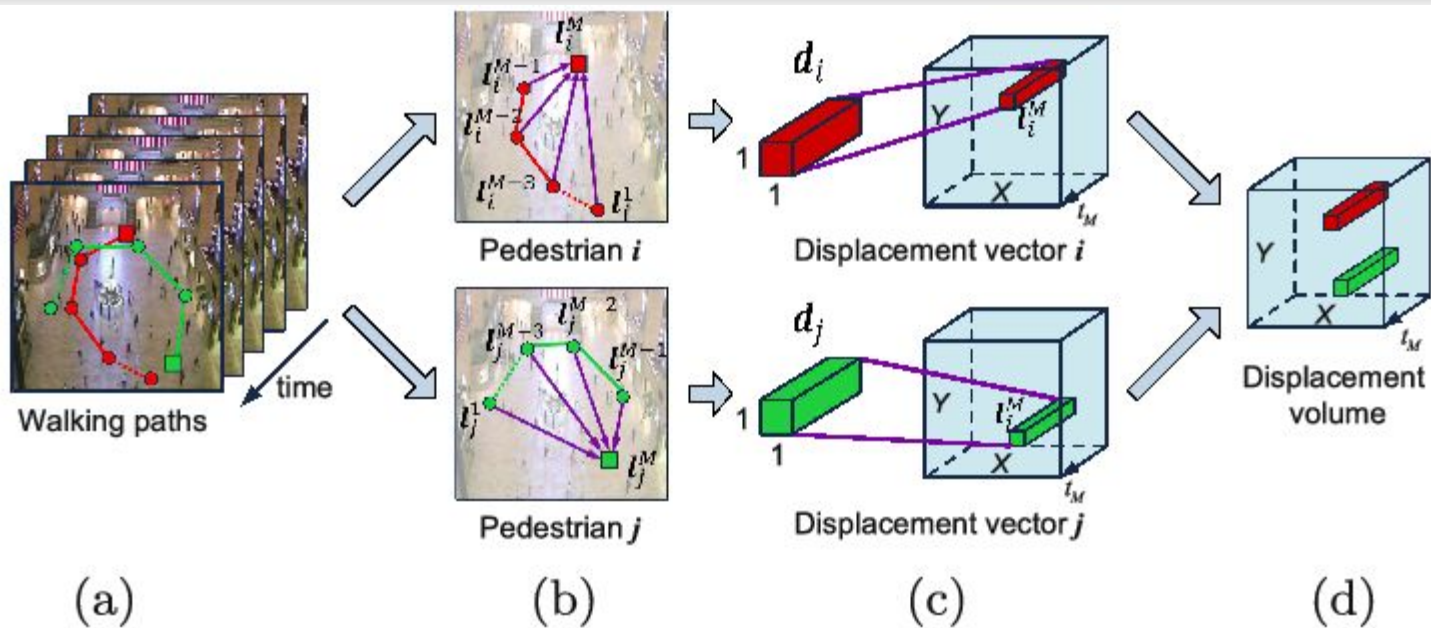 time
Walking paths
l_i^M
l_i^{M-1}
l_i^{M-2}
l_i^{M-3}
l_i^1
Pedestrian i
l_j^{M-3}
l_j^{M 2}
l_j^{M-1}
l_j^1
l_j^M
Pedestrian j
d_i
1
1
Y
l_i^M
X
t_M
Displacement vector i
d_j
1
1
Y
l_j^M
X
t_M
Displacement vector j
Y
X
t_M
Displacement
volume
(a) (b) (c) (d)